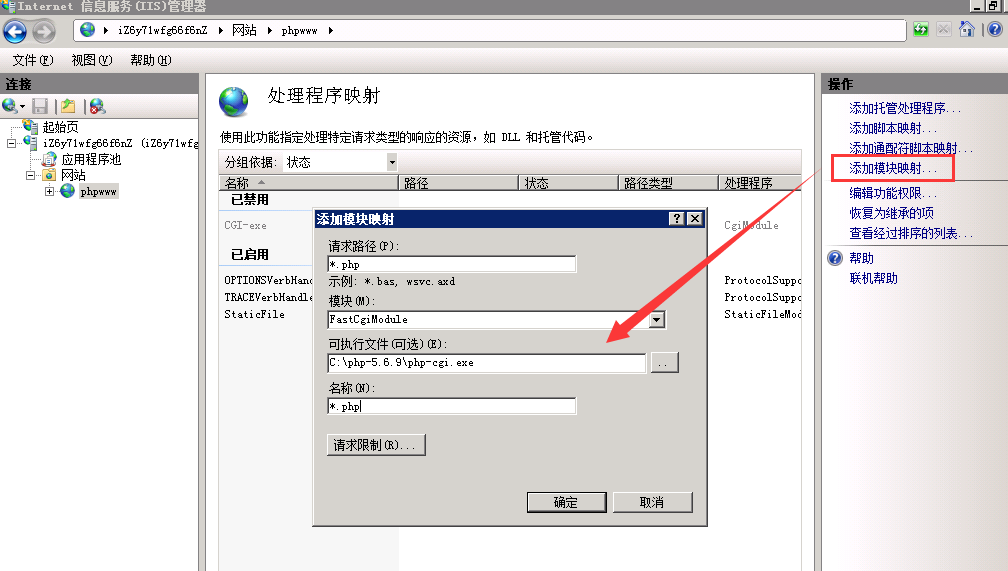 Internet 信息服务(IIS)管理器
iZ6y71wfg66f6nZ
网站
phpwww
文件(F)
视图(V)
帮助(H)
连接
起始页
iZ6y71wfg66f6nZ (iZ6y71wfg
应用程序池
网站
phpwww
处理程序映射
使用此功能指定处理特定请求类型的响应的资源，如 DLL 和托管代码。
分组依据: 状态
名称 路径 状态 路径类型 处理程序
已禁用
CGI-exe CgiModule
已启用
OPTIONSVerbHand ProtocolSuppo
TRACEVerbHandle ProtocolSuppo
StaticFile StaticFileMod
添加模块映射
请求路径(P):
*.php
示例: *.bas, wsvc.axd
模块(M):
FastCgiModule
可执行文件(可选)(E):
C:\php-5.6.9\php-cgi.exe
..
名称(N):
*.php
请求限制(R)...
确定
取消
操作
添加托管处理程序...
添加脚本映射...
添加通配符脚本映射...
添加模块映射...
编辑功能权限...
恢复为继承的项
查看经过排序的列表...
帮助
联机帮助